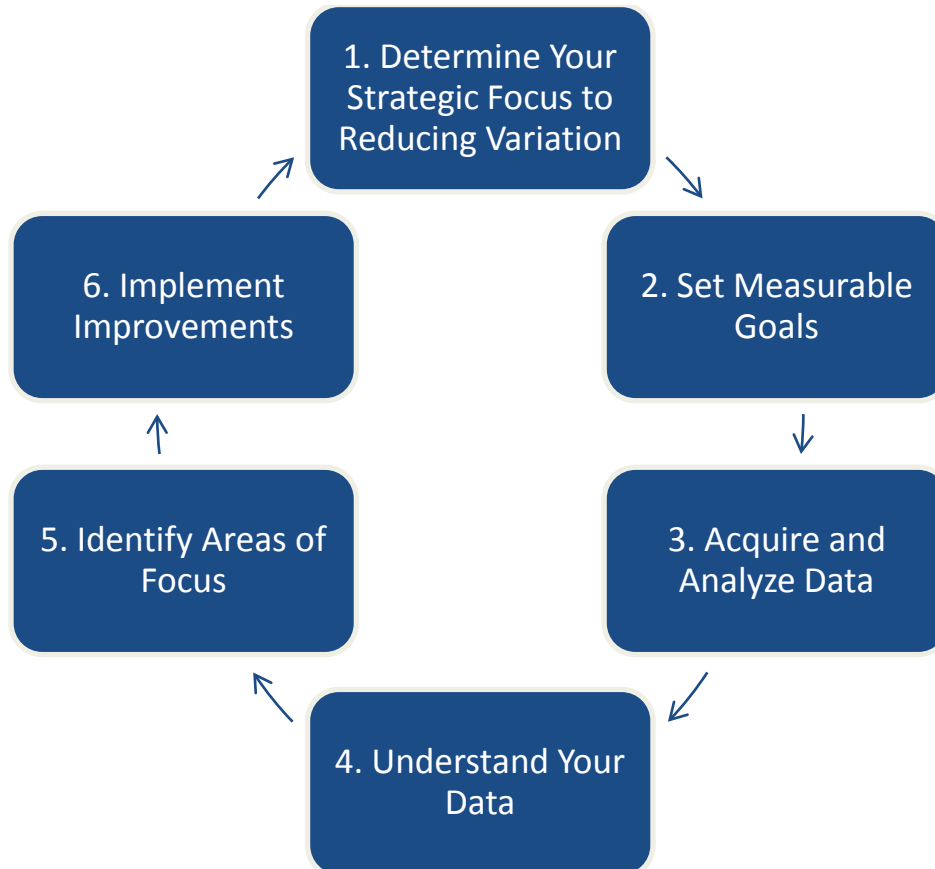 1. Determine Your
Strategic Focus to
Reducing Variation
2. Set Measurable
Goals
3. Acquire and
Analyze Data
4. Understand Your
Data
5. Identify Areas of
Focus
6. Implement
Improvements